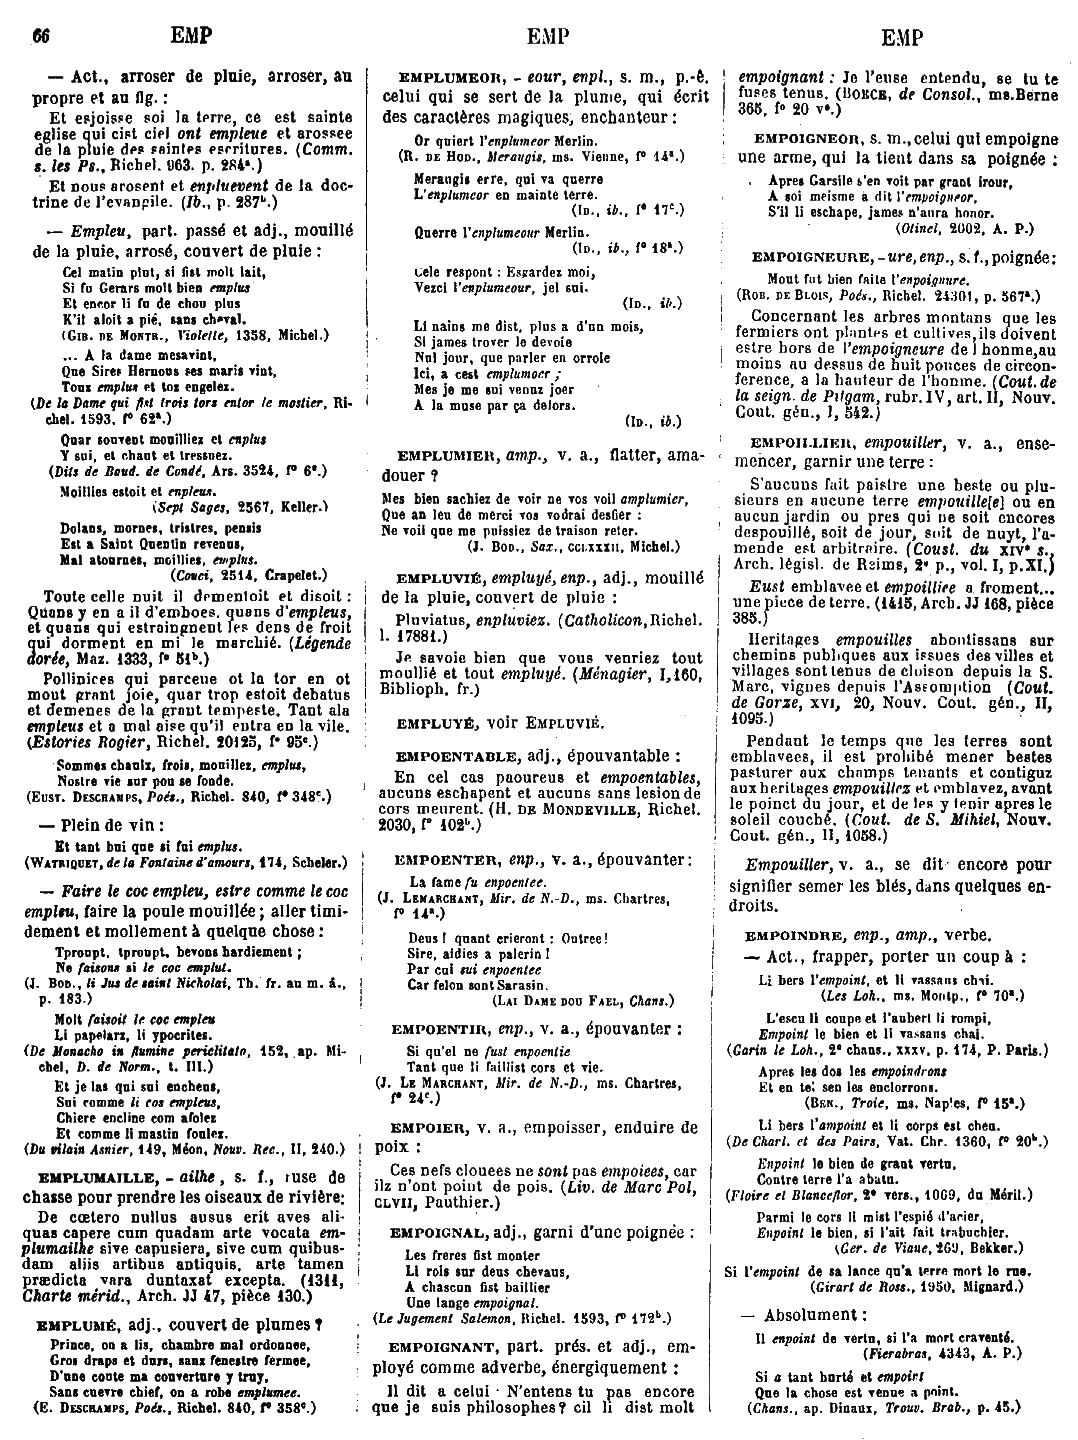 66 EMP EMP EMP
— Act., arroser de pluie, arroser, au
propre et au fig. :
Et esjoisse soi la terre, ce est sainte
eglise qui cist ciel ont empleue et arossee
de la pluie des saintes escritures. (Comm.
s. les Ps., Richel. 963. p. 284ª.)
Et nous arosent et enpluevent de la doc-
trine de l'evangile. (Ib., p. 287ᵇ.)
— Empleu, part. passé et adj., mouillé
de la pluie, arrosé, couvert de pluie :
Cel matin plut, si fist molt lait,
Si fu Gerars molt bien emplus
Et encor li fu de chou plus
K'il aloit a pié, sans cheval.
(GIB. DE MONTR., Violette, 1358, Michel.)
... A la dame mesavint,
Que Sires Hernous ses maris vint,
Touz emplus et toz engelez.
(De la Dame qui fist trois tors entor le mostier, Ri-
chel. 1593, f° 62ª.)
Quar souvent mouilliez et enplus
Y sui, et chaut et tressuez.
(Dits de Baud. de Condé, Ars. 3524, f° 6ᵉ.)
Moillies estoit et enpleus.
(Sept Sages, 2567, Keller.)
Dolans, mornes, tristres, pensis
Est a Saint Quentin revenus,
Mal atournes, moillies, emplus.
(Couci, 2514, Crapelet.)
Toute celle nuit il dementoit et disoit :
Quans y en a il d'emboes, quans d'empleus,
et quans qui estraingnent les dens de froit
qui dorment en mi le marchié. (Légende
dorée, Maz. 1333, f° 51ᵇ.)
Pollinices qui parceue ot la tor en ot
mout grant joie, quar trop estoit debatus
et demenes de la grant tempeste. Tant ala
empleus et a mal aise qu'il entra en la vile.
(Estories Rogier, Richel. 20125, f° 95ᶜ.)
Sommes chaulx, frois, mouillez, emplus,
Nostre vie sur pou se fonde.
(EUST. DESCHAMPS, Poés., Richel. 840, f° 348ᶜ.)
— Plein de vin :
Et tant bui que si fui emplus.
(WATRIQUET, de la Fontaine d'amours, 174, Scheler.)
— Faire le coc empleu, estre comme le coc
empleu, faire la poule mouillée ; aller timi-
dement et mollement à quelque chose :
Tproupt, tproupt, bevons hardiement ;
Ne faisons si le coc emplut.
(J. BOD., li Jus de saint Nicholai, Th. fr. au m. â.,
p. 183.)
Molt faisoit le coc empleu
Li papelarz, li ypocrites.
(De Monacho in flumine periclitato, 152, ap. Mi-
chel, D. de Norm., t. III.)
Et je las qui sui encheus,
Sui comme li cos empleus,
Chiere encline com afolez
Et comme li mastin foulez.
(Du vilain Asnier, 149, Méon, Nouv. Rec., II, 240.)
EMPLUMAILLE, - ailhe, s. f., ruse de
chasse pour prendre les oiseaux de rivière:
De cœtero nullus ausus erit aves ali-
quas capere cum quadam arte vocata em-
plumailhe sive capusiera, sive cum quibus-
dam aliis artibus antiquis, arte tamen
prædicta vara duntaxat excepta. (1311,
Charte mérid., Arch. JJ 47, pièce 130.)
EMPLUMÉ, adj., couvert de plumes ?
Prince, on a lis, chambre mal ordonnee,
Gros draps et durs, sanz fenestre fermee,
D'une coute ma couverture y truy,
Sans cuevre chief, on a robe emplumee.
(E. DESCHAMPS, Poés., Richel. 840, f° 358ᶜ.)
EMPLUMEOR, - eour, enpl., s. m., p.-ê.
celui qui se sert de la plume, qui écrit
des caractères magiques, enchanteur :
Or quiert l'enplumeor Merlin.
(R. DE HOD., Meraugis, ms. Vienne, f° 14ª.)
Meraugis erre, qui va querre
L'enplumeor en mainte terre.
(ID., ib., f° 17ᶜ.)
Querre l'enplumeour Merlin.
(ID., ib., f° 18ª.)
Cele respont : Esgardez moi,
Vezci l'enplumeour, jel sui.
(ID., ib.)
Li nains me dist, plus a d'un mois,
Si james trover le devoie
Nul jour, que parler en orroie
Ici, a cest emplumoer ;
Mes je me sui venuz joer
A la muse par ça defors.
(ID., ib.)
EMPLUMIER, amp., v. a., flatter, ama-
douer ?
Mes bien sachiez de voir ne vos voil amplumier,
Que an leu de merci vos vodrai desfier :
Ne voil que me puissiez de traison reter.
(J. BOD., Sax., CCLXXXII, Michel.)
EMPLUVIÉ, empluyé, enp., adj., mouillé
de la pluie, couvert de pluie :
Pluviatus, enpluviez. (Catholicon, Richel.
l. 17881.)
Je savoie bien que vous venriez tout
moullié et tout empluyé. (Ménagier, I, 160,
Biblioph. fr.)
EMPLUYÉ, voir EMPLUVIÉ.
EMPOENTABLE, adj., épouvantable :
En cel cas paoureus et empoentables,
aucuns eschapent et aucuns sans lesion de
cors meurent. (H. DE MONDEVILLE, Richel.
2030, f° 102ᵇ.)
EMPOENTER, enp., v. a., épouvanter:
La fame fu enpoentee.
(J. LEMARCHANT, Mir. de N.-D., ms. Chartres,
f° 14ª.)
Deus ! quant crieront : Outree !
Sire, aidies a palerin !
Par cui sui enpoentee
Car felon sont Sarasin.
(LAI DAME DOU FAEL, Chans.)
EMPOENTIR, enp., v. a., épouvanter :
Si qu'el ne fust enpoentie
Tant que li faillist cors et vie.
(J. LE MARCHANT, Mir. de N.-D., ms. Chartres,
f° 24ᶜ.)
EMPOIER, v. a., empoisser, enduire de
poix :
Ces nefs clouees ne sont pas empoiees, car
ilz n'ont point de pois. (Liv. de Marc Pol,
CLVII, Pauthier.)
EMPOIGNAL, adj., garni d'une poignée :
Les freres fist monter
Li rois sur deus chevaus,
A chascun fist baillier
Une lange empoignal.
(Le Jugement Salemon, Richel. 1593, f° 172ᵇ.)
EMPOIGNANT, part. prés. et adj., em-
ployé comme adverbe, énergiquement :
Il dit a celui · N'entens tu pas encore
que je suis philosophes ? cil li dist molt
empoignant : Je l'euse entendu, se tu te
fuses tenus. (BOECE, de Consol., ms. Berne
365, f° 20 v°.)
EMPOIGNEOR, s. m., celui qui empoigne
une arme, qui la tient dans sa poignée :
Apres Garsile s'en voit par grant irour,
A soi meisme a dit l'empoigneor,
S'il li eschape, james n'aura honor.
(Otinel, 2002, A. P.)
EMPOIGNEURE, - ure, enp., s. f., poignée:
Mout fut bien faite l'enpoignure.
(ROB. DE BLOIS, Poés., Richel. 24301, p. 567ª.)
Concernant les arbres montans que les
fermiers ont plantes et cultives, ils doivent
estre hors de l'empoigneure de l honme, au
moins au dessus de huit pouces de circon-
ference, a la hauteur de l'homme. (Cout. de
la seign. de Pitgam, rubr. IV, art. II, Nouv.
Cout. gén., I, 542.)
EMPOILLIER, empouiller, v. a., ense-
mencer, garnir une terre :
S'aucuns fait paistre une beste ou plu-
sieurs en aucune terre empouille[e] ou en
aucun jardin ou pres qui ne soit encores
despouillé, soit de jour, soit de nuyt, l'a-
mende est arbitraire. (Coust. du XIVᵉ s.,
Arch. législ. de Reims, 2ᵉ p., vol. I, p. XI.)
Eust emblavee et empoillire a froment...
une piece de terre. (1415, Arch. JJ 168, pièce
385.)
Heritages empouilles aboutissans sur
chemins publiques aux issues des villes et
villages sont tenus de cloison depuis la S.
Marc, vignes depuis l'Assomption (Cout.
de Gorze, XVI, 20, Nouv. Cout. gén., II,
1095.)
Pendant le temps que les terres sont
emblavees, il est prohibé mener bestes
pasturer aux champs tenants et contiguz
aux heritages empouillez et emblavez, avant
le poinct du jour, et de les y tenir apres le
soleil couché. (Cout. de S. Mihiel, Nouv.
Cout. gén., II, 1058.)
Empouiller, v. a., se dit encore pour
signifier semer les blés, dans quelques en-
droits.
EMPOINDRE, enp., amp., verbe.
— Act., frapper, porter un coup à :
Li bers l'empoint, et li vassaus chai.
(Les Loh., ms. Montp., f° 70ª.)
L'escu li coupe et l'auberl li rompi,
Empoint le bien et li vassaus chai.
(Garin le Loh., 2ᵉ chans., XXXV, p. 174, P. Paris.)
Apres les dos les empoindrons
Et en tel sen les enclorrons.
(BEN., Troie, ms. Naples, f° 15ª.)
Li bers l'ampoint et li corps est cheu.
(De Charl. et des Pairs, Vat. Chr. 1360, f° 20ᵇ.)
Enpoint le bien de grant vertu,
Contre terre l'a abatu.
(Floire et Blanceflor, 2ᵉ vers., 1069, du Méril.)
Parmi le cors li mist l'espié d'acier,
Enpoint le bien, si l'ait fait trabuchier.
(Ger. de Viane, 269, Bekker.)
Si l'empoint de sa lance qu'a terre mort le rue.
(Girart de Ross., 1950, Mignard.)
— Absolument :
Il enpoint de vertu, si l'a mort craventé.
(Fierabras, 4343, A. P.)
Si a tant hurté et empoint
Que la chose est venue a point.
(Chans., ap. Dinaux, Trouv. Brab., p. 45.)